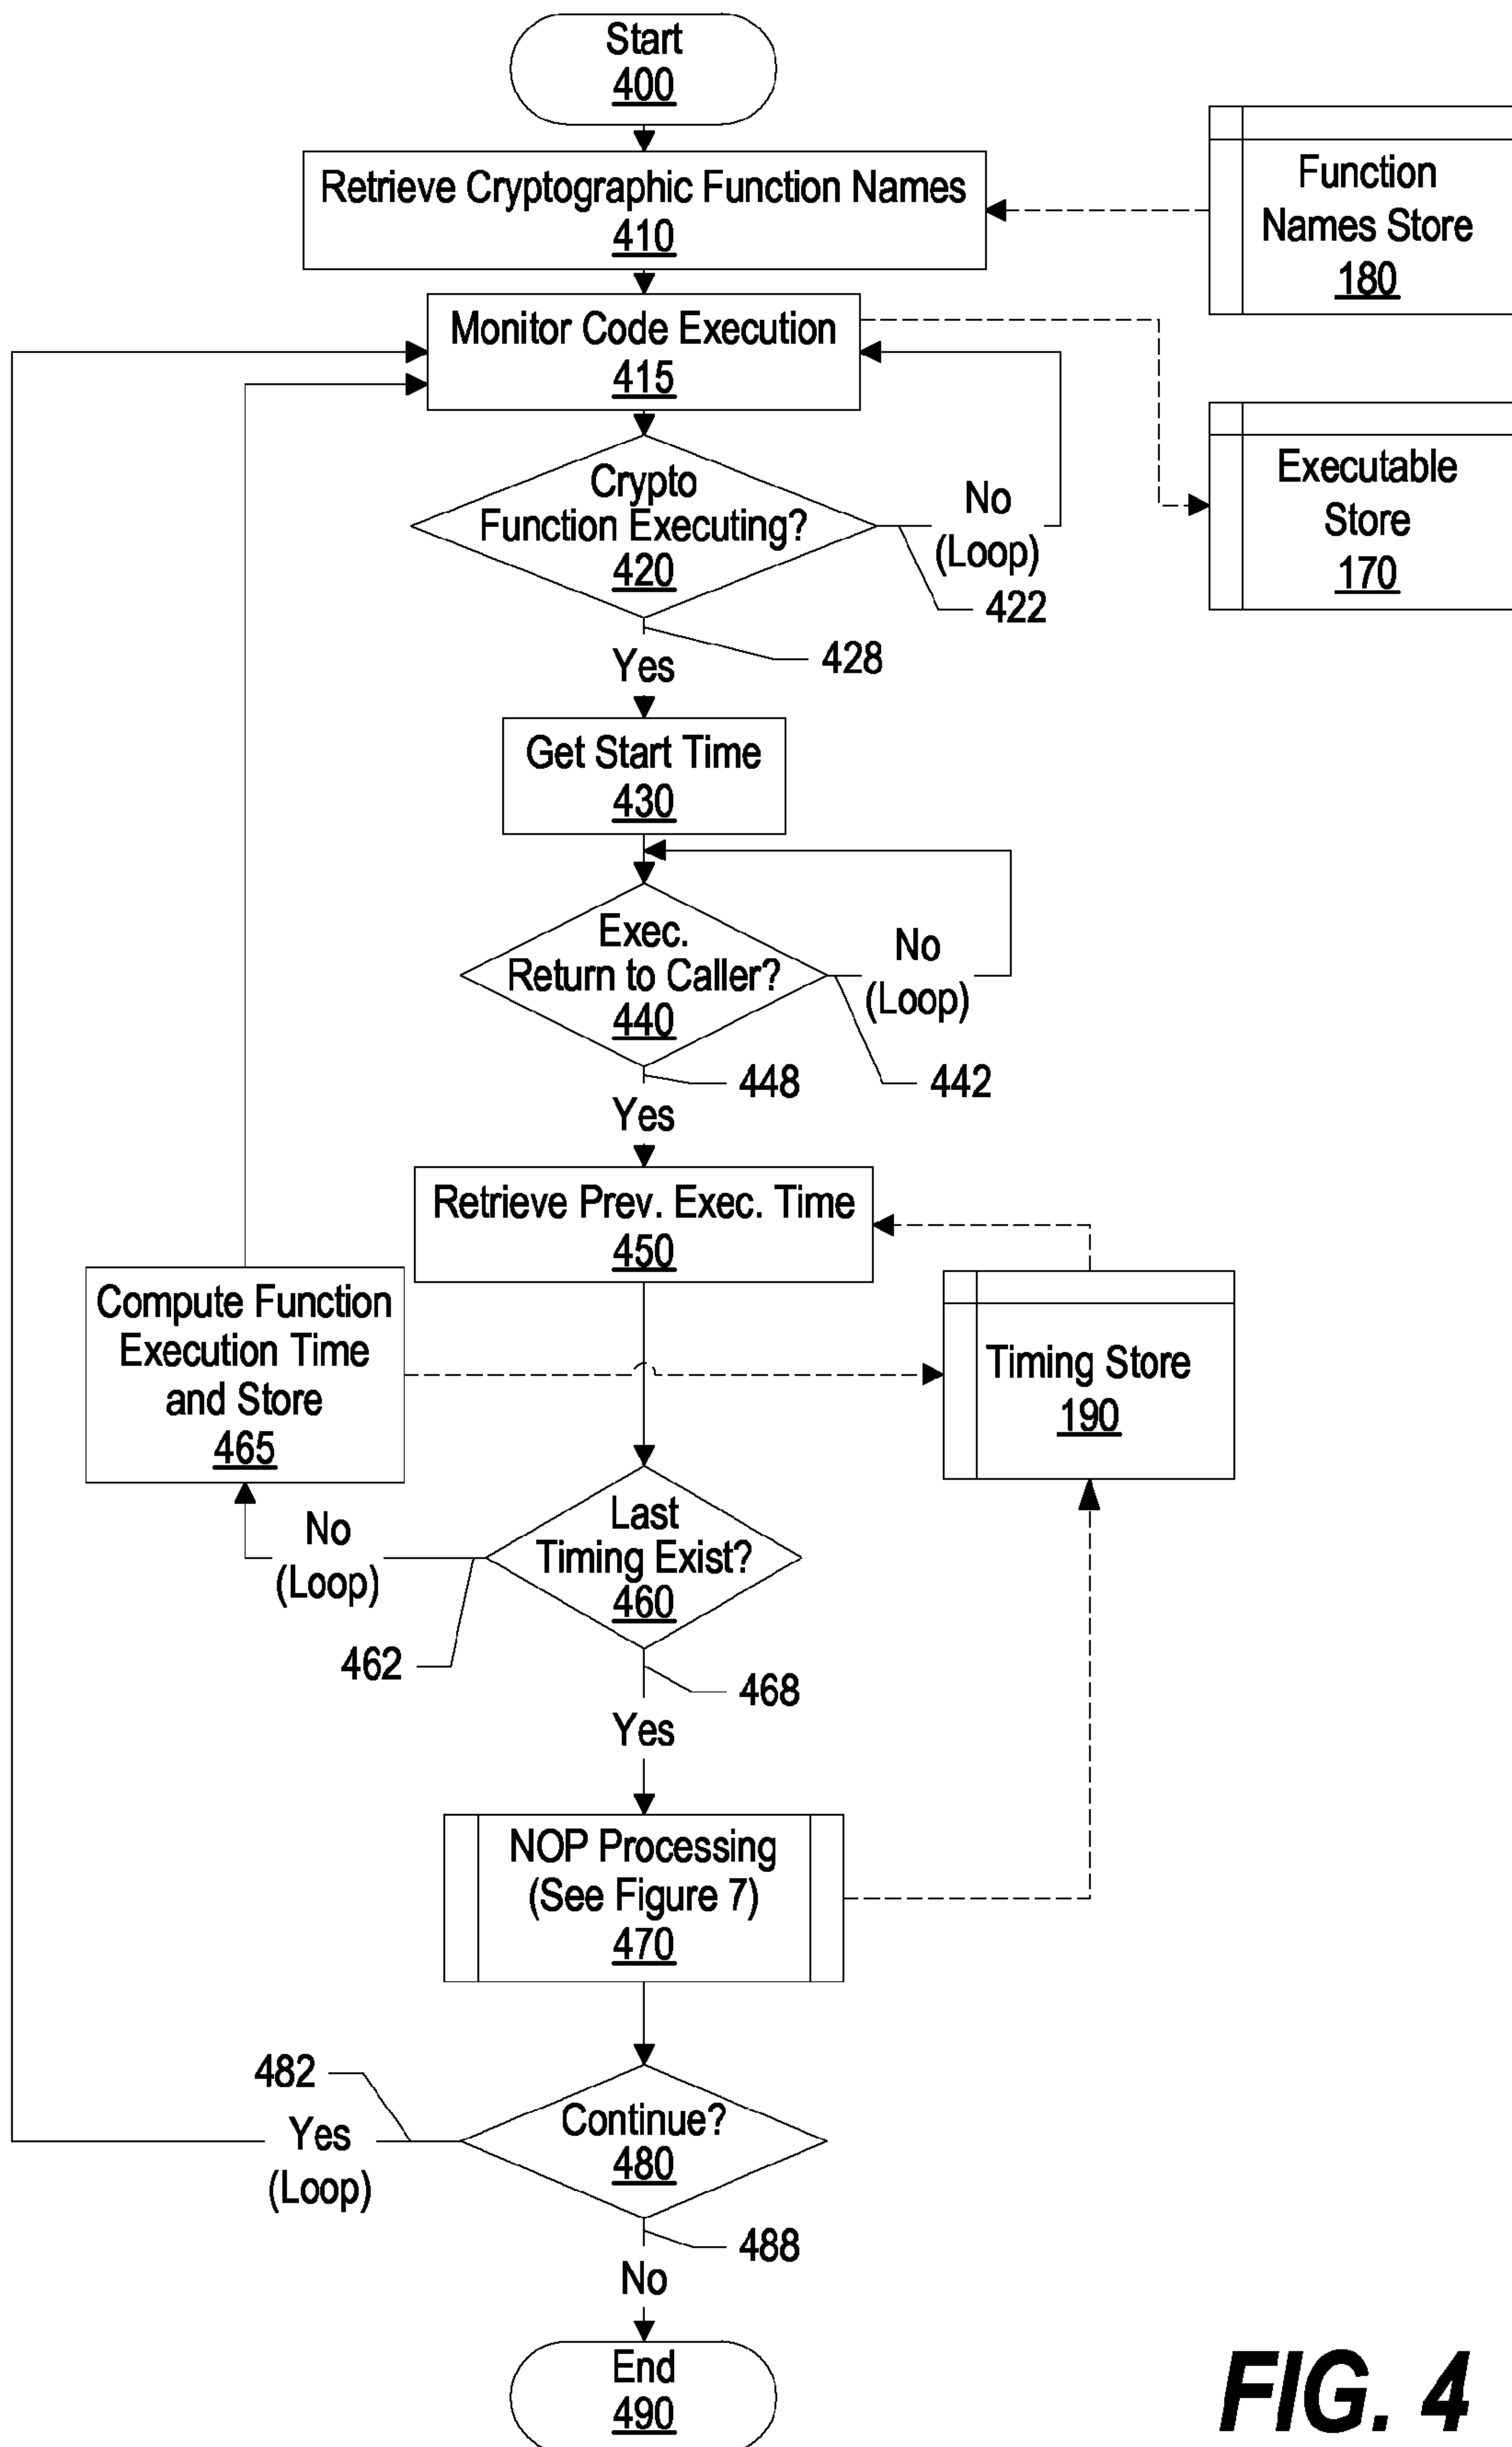 Start
400
Retrieve Cryptographic Function Names
410
Function
Names Store
180
Monitor Code Execution
415
Executable
Store
170
Crypto
Function Executing?
420
No
(Loop)
422
428
Yes
Get Start Time
430
Exec.
Return to Caller?
440
No
(Loop)
448
442
Yes
Retrieve Prev. Exec. Time
450
Compute Function
Execution Time
and Store
465
Timing Store
190
Last
Timing Exist?
460
No
(Loop)
462
468
Yes
NOP Processing
(See Figure 7)
470
482
Continue?
480
Yes
(Loop)
488
No
End
490
FIG. 4